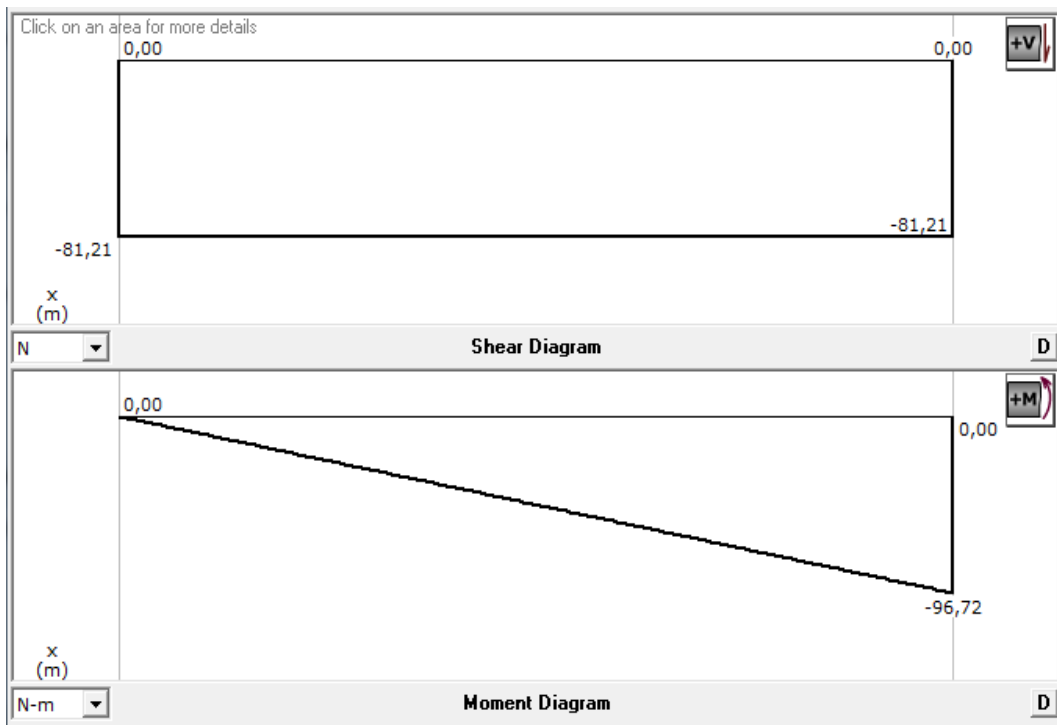 Click on an area for more details
0,00
0,00
+V
-81,21
-81,21
x
(m)
N
Shear Diagram
D
0,00
+M
0,00
-96,72
x
(m)
N-m
Moment Diagram
D